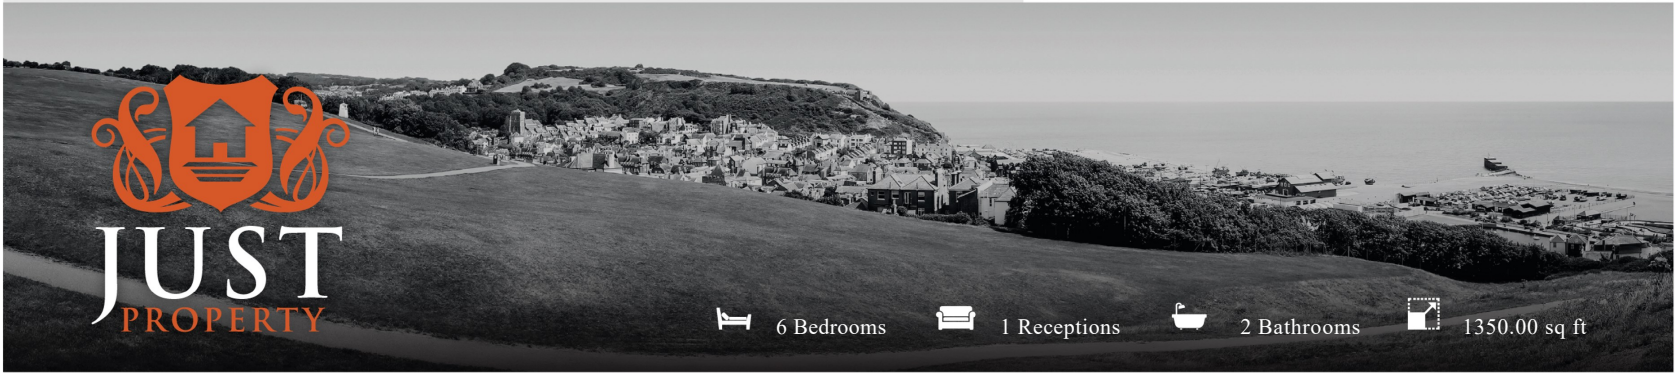 JUST
PROPERTY
6 Bedrooms
1 Receptions
2 Bathrooms
1350.00 sq ft